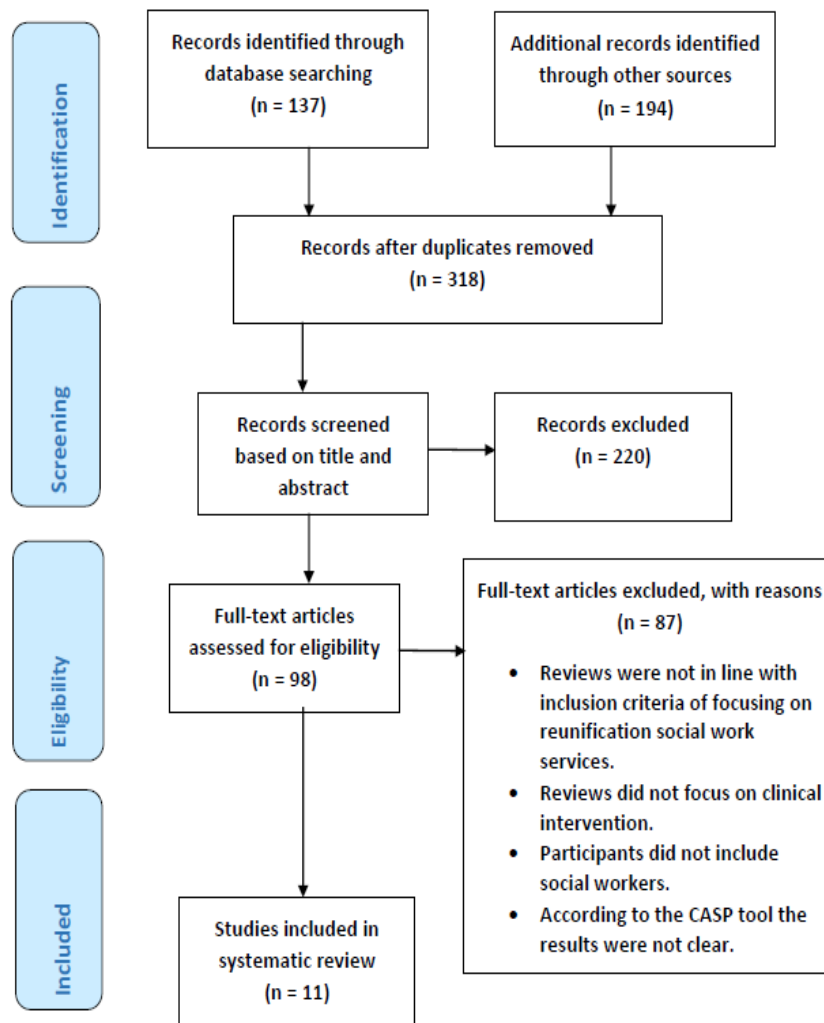 Identification
Records identified through
database searching
(n = 137)
Additional records identified
through other sources
(n = 194)
Records after duplicates removed
(n = 318)
Screening
Records screened
based on title and
abstract
Records excluded
(n = 220)
Eligibility
Full-text articles
assessed for eligibility
(n = 98)
Full-text articles excluded, with reasons
(n = 87)
• Reviews were not in line with
inclusion criteria of focusing on
reunification social work
services.
• Reviews did not focus on clinical
intervention.
• Participants did not include
social workers.
• According to the CASP tool the
results were not clear.
Included
Studies included in
systematic review
(n = 11)